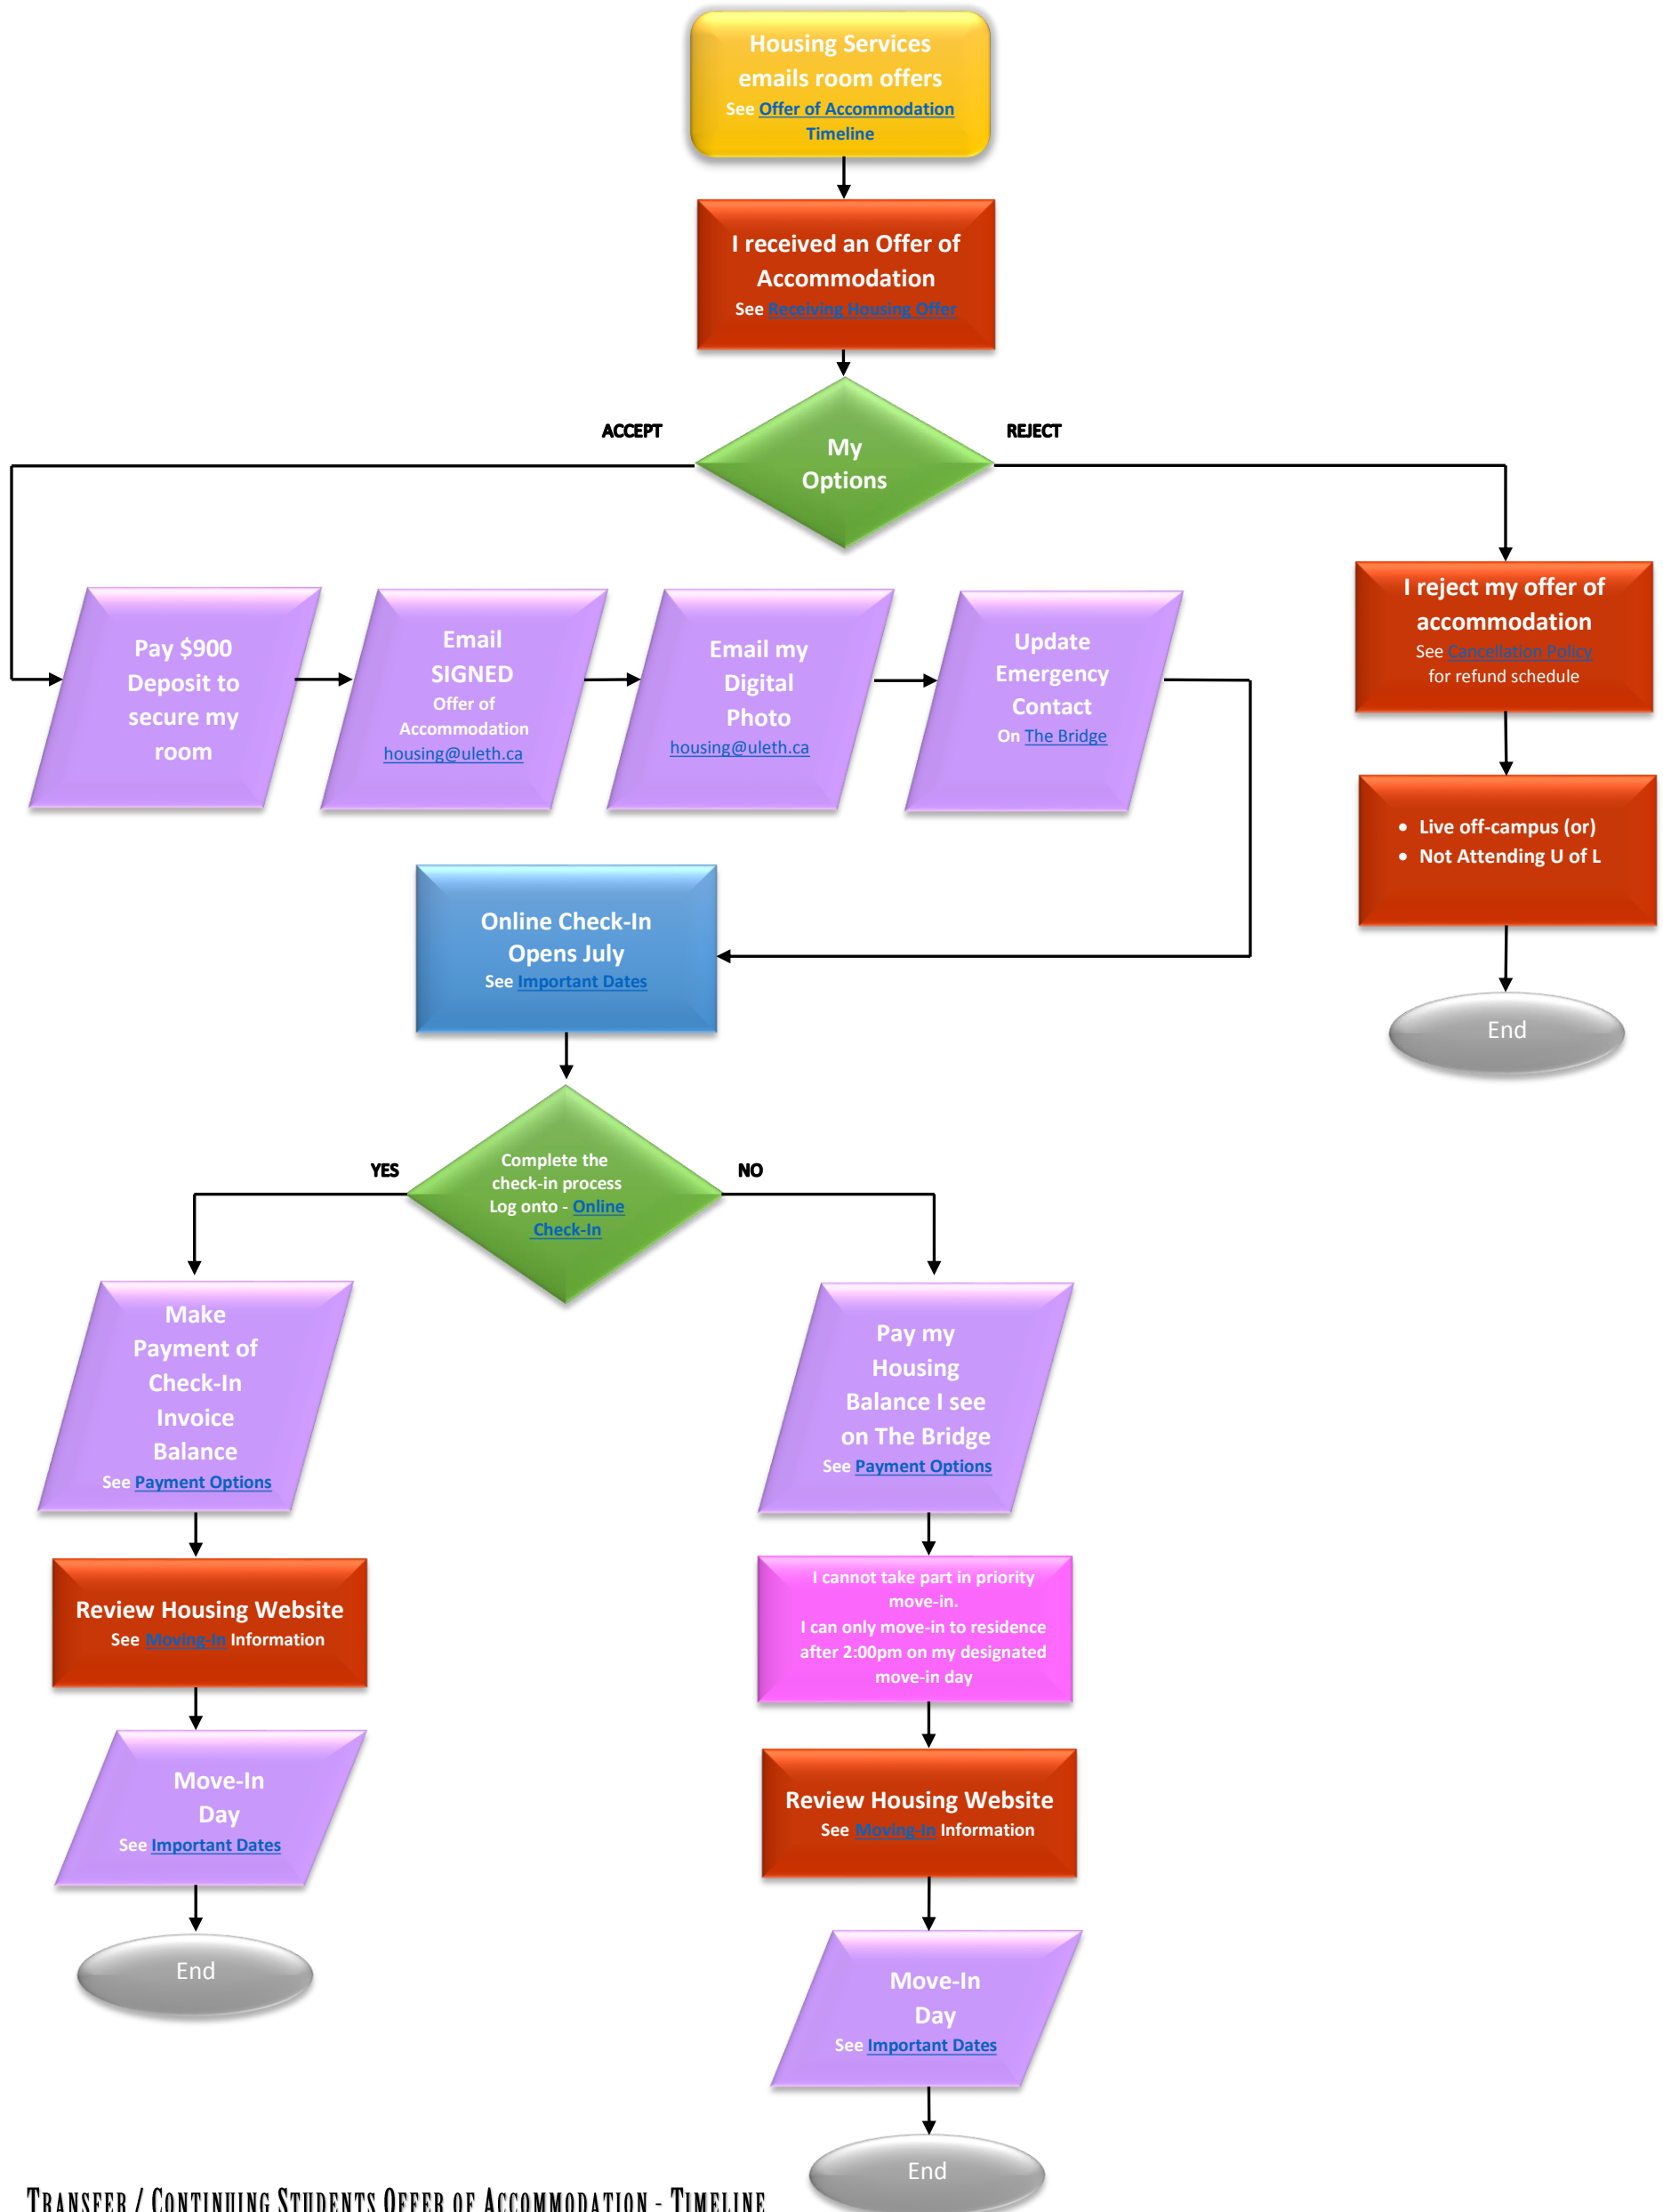 Housing Services
emails room offers
See Offer of Accommodation
Timeline
I received an Offer of
Accommodation
See Receiving Housing Offer
ACCEPT
REJECT
My
Options
Pay $900
Deposit to
secure my
room
Email
SIGNED
Offer of
Accommodation
housing@uleth.ca
Email my
Digital
Photo
housing@uleth.ca
Update
Emergency
Contact
On The Bridge
I reject my offer of
accommodation
See Cancellation Policy
for refund schedule
• Live off-campus (or)
• Not Attending U of L
End
Online Check-In
Opens July
See Important Dates
YES
NO
Complete the
check-in process
Log onto - Online
Check-In
Make
Payment of
Check-In
Invoice
Balance
See Payment Options
Review Housing Website
See Moving-In Information
Move-In
Day
See Important Dates
End
Pay my
Housing
Balance I see
on The Bridge
See Payment Options
I cannot take part in priority
move-in.
I can only move-in to residence
after 2:00pm on my designated
move-in day
Review Housing Website
See Moving-In Information
Move-In
Day
See Important Dates
End
TRANSFER / CONTINUING STUDENTS OFFER OF ACCOMMODATION - TIMELINE